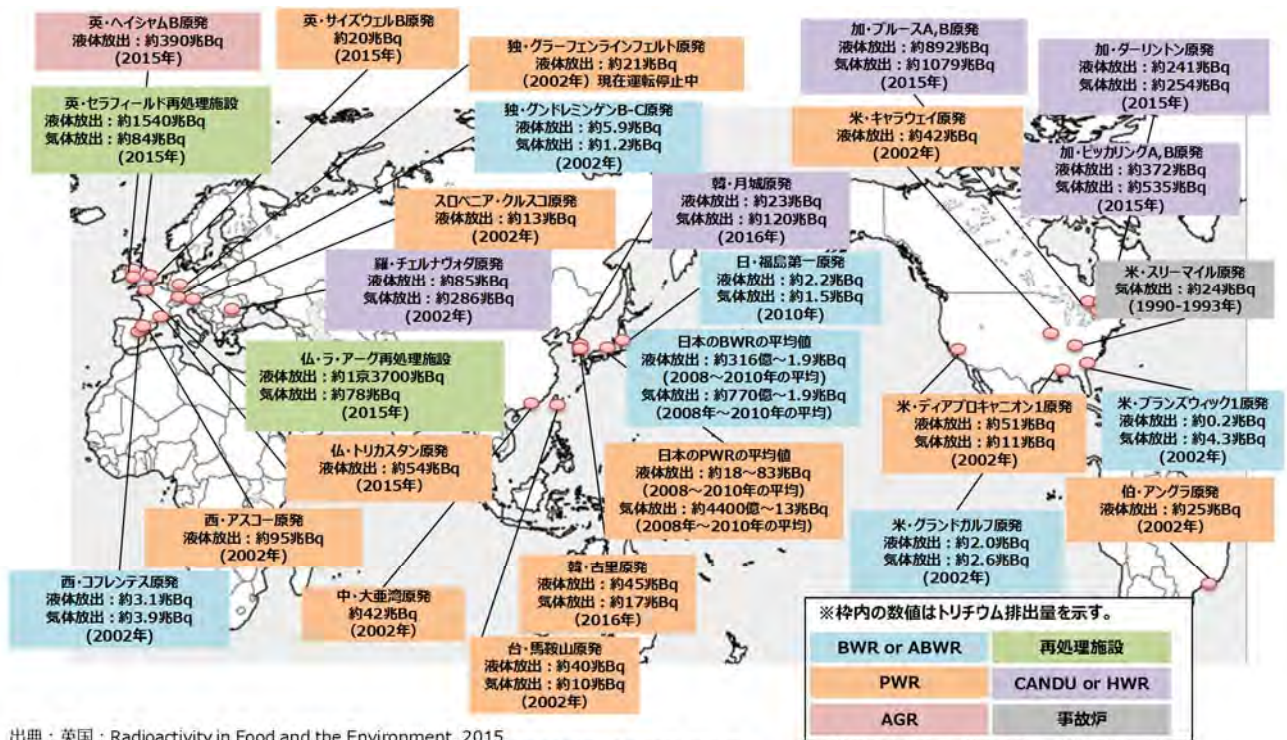 英・ヘイシャムB原発
液体放出：約390兆Bq
(2015年)
英・サイズウェルB原発
約20兆Bq
(2015年)
独・グラーフェンラインフェルト原発
液体放出：約21兆Bq
(2002年) 現在運転停止中
加・ブルースA,B原発
液体放出：約892兆Bq
気体放出：約1079兆Bq
(2015年)
加・ダーリントン原発
液体放出：約241兆Bq
気体放出：約254兆Bq
(2015年)
英・セラフィールド再処理施設
液体放出：約1540兆Bq
気体放出：約84兆Bq
(2015年)
独・グンドレミンゲンB-C原発
液体放出：約5.9兆Bq
気体放出：約1.2兆Bq
(2002年)
米・キャラウェイ原発
液体放出：約42兆Bq
(2002年)
加・ピッカリングA,B原発
液体放出：約372兆Bq
気体放出：約535兆Bq
(2015年)
スロベニア・クルスコ原発
液体放出：約13兆Bq
(2002年)
韓・月城原発
液体放出：約23兆Bq
気体放出：約120兆Bq
(2016年)
羅・チェルナヴォダ原発
液体放出：約85兆Bq
気体放出：約286兆Bq
(2002年)
日・福島第一原発
液体放出：約2.2兆Bq
気体放出：約1.5兆Bq
(2010年)
米・スリーマイル原発
気体放出：約24兆Bq
(1990-1993年)
仏・ラ・アーグ再処理施設
液体放出：約1京3700兆Bq
気体放出：約78兆Bq
(2015年)
日本のBWRの平均値
液体放出：約316億～1.9兆Bq
(2008～2010年の平均)
気体放出：約770億～1.9兆Bq
(2008年～2010年の平均)
米・ディアブロキャニオン1原発
液体放出：約51兆Bq
気体放出：約11兆Bq
(2002年)
米・ブランズウィック1原発
液体放出：約0.2兆Bq
気体放出：約4.3兆Bq
(2002年)
仏・トリカスタン原発
液体放出：約54兆Bq
(2015年)
日本のPWRの平均値
液体放出：約18～83兆Bq
(2008～2010年の平均)
気体放出：約4400億～13兆Bq
(2008年～2010年の平均)
伯・アングラ原発
液体放出：約25兆Bq
(2002年)
西・アスコー原発
液体放出：約95兆Bq
(2002年)
米・グランドガルフ原発
液体放出：約2.0兆Bq
気体放出：約2.6兆Bq
(2002年)
西・コフレンテス原発
液体放出：約3.1兆Bq
気体放出：約3.9兆Bq
(2002年)
中・大亜湾原発
約42兆Bq
(2002年)
韓・古里原発
液体放出：約45兆Bq
気体放出：約17兆Bq
(2016年)
台・馬鞍山原発
液体放出：約40兆Bq
気体放出：約10兆Bq
(2002年)
※枠内の数値はトリチウム排出量を示す。
BWR or ABWR
再処理施設
PWR
CANDU or HWR
AGR
事故炉
出典：英国：Radioactivity in Food and the Environment, 2015